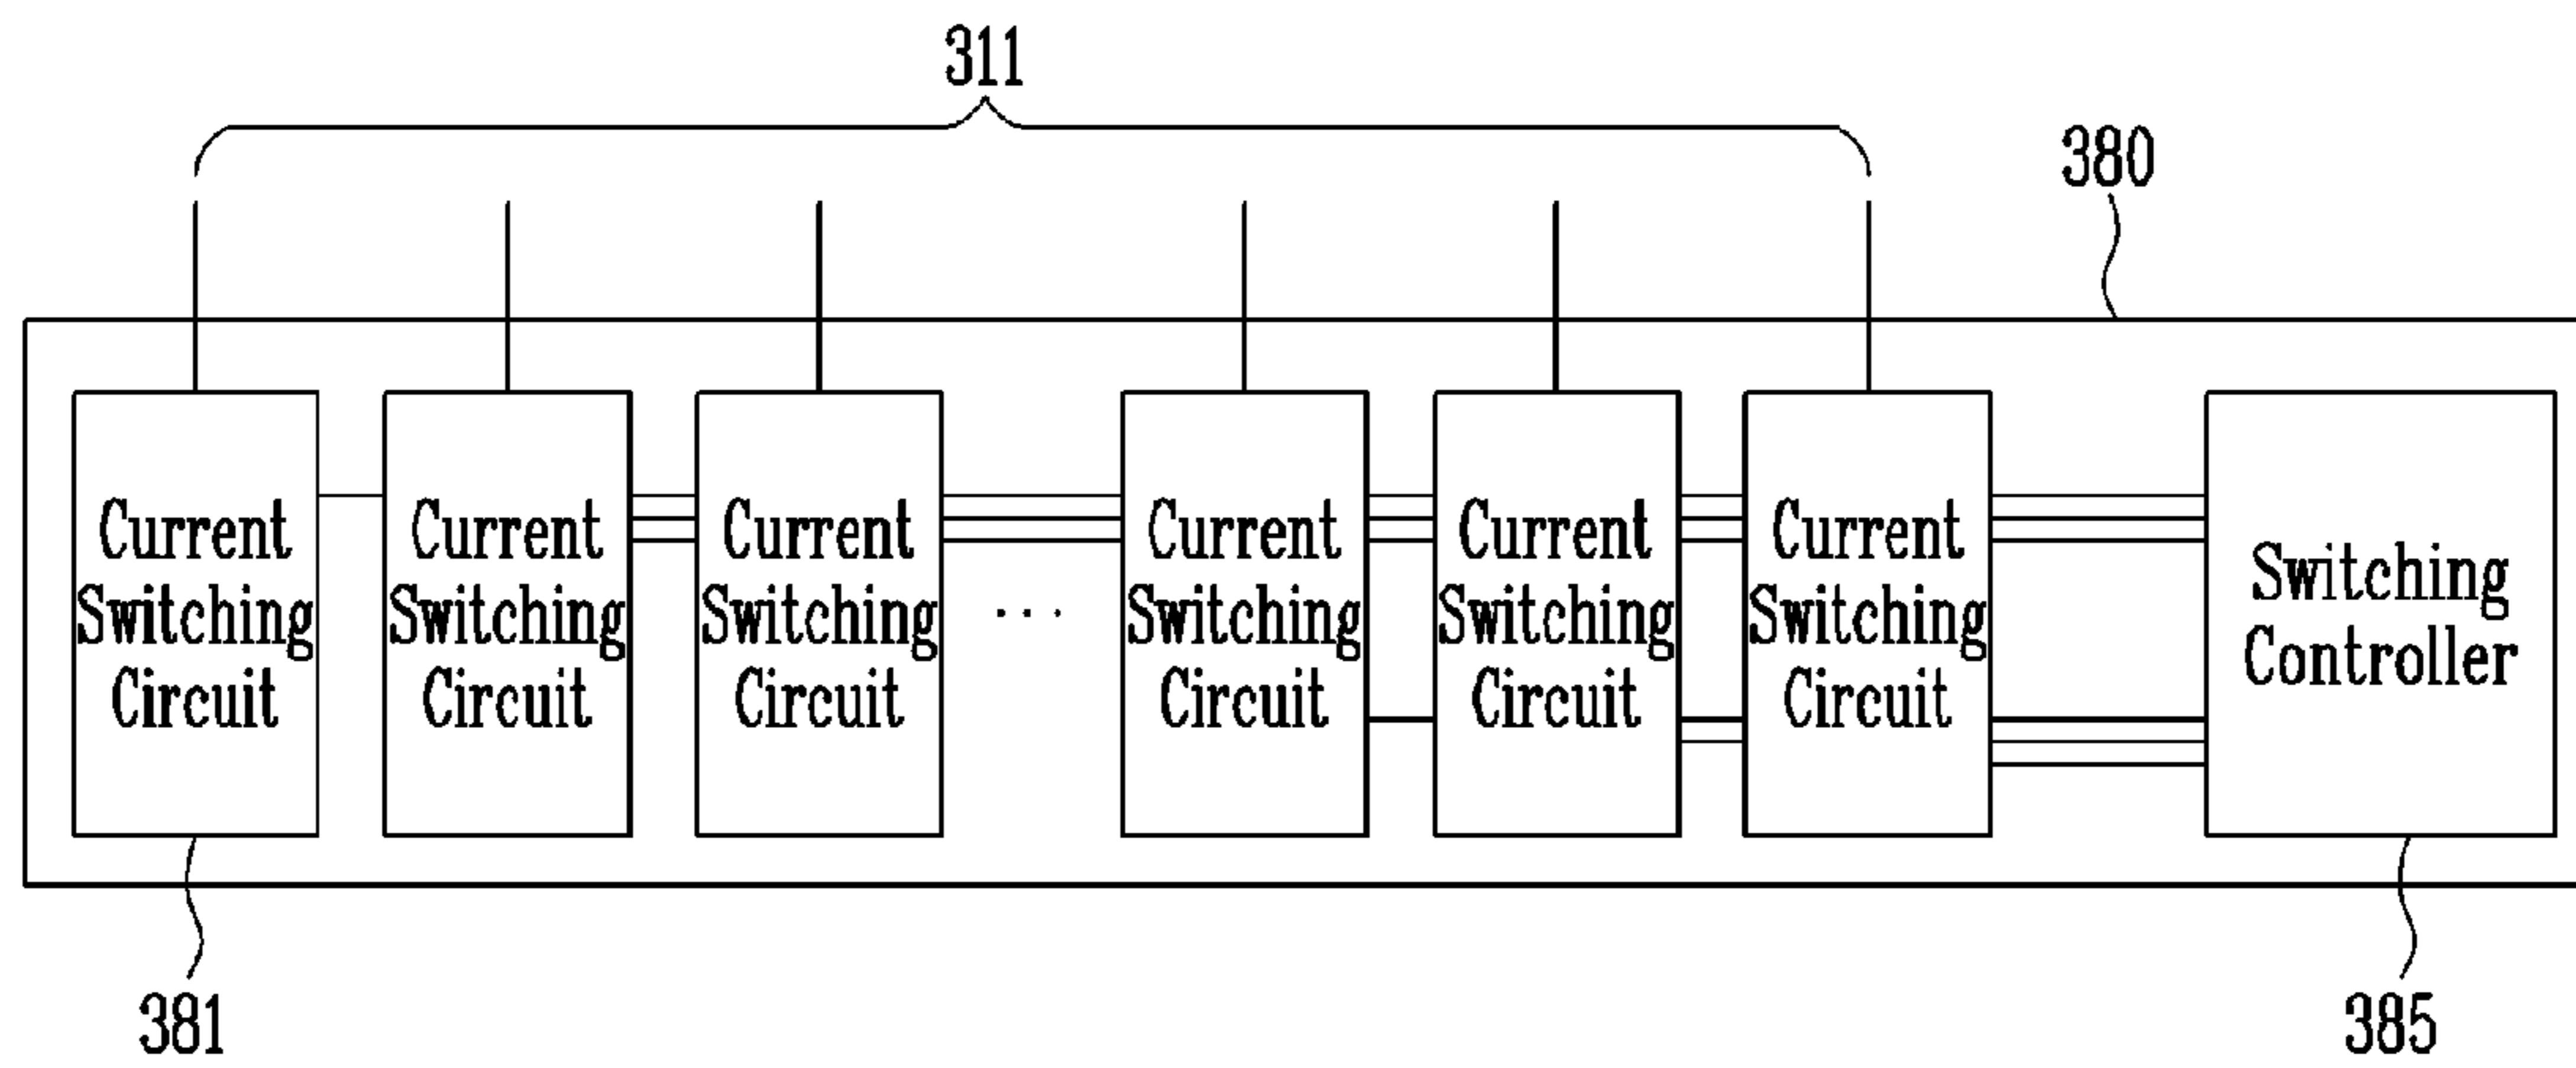 311
380
Current
Switching
Circuit
Current
Switching
Circuit
Current
Switching
Circuit
. . .
Current
Switching
Circuit
Current
Switching
Circuit
Current
Switching
Circuit
Switching
Controller
381
385